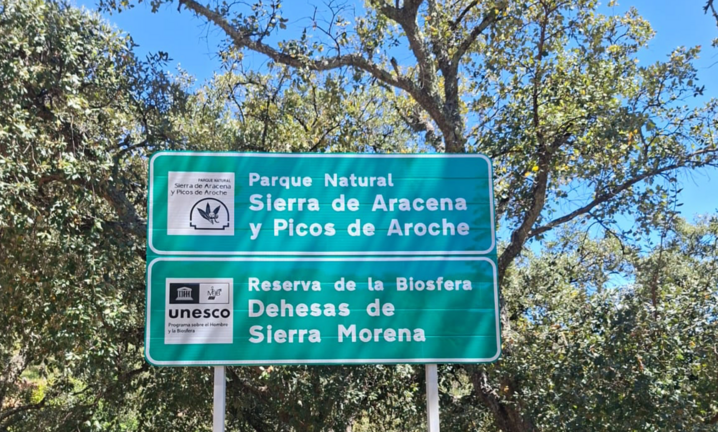 PARQUE NATURAL
Sierra de Aracena
y Picos de Aroche
Parque Natural
Sierra de Aracena
y Picos de Aroche
unesco
Programa sobre el Hombre
y la Biosfera
Reserva de la Biosfera
Dehesas de
Sierra Morena